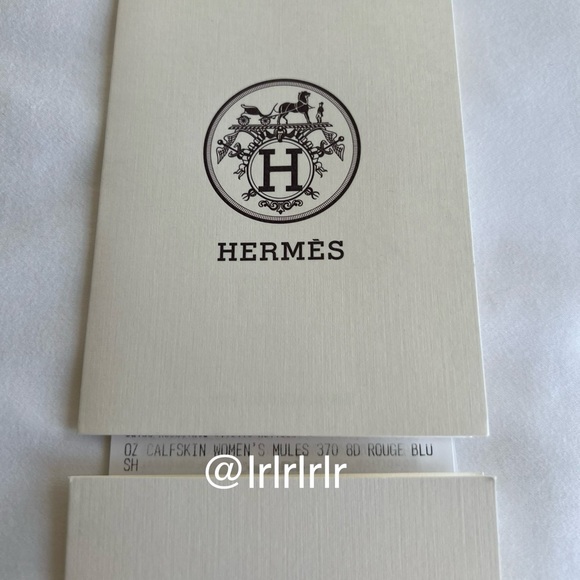 H
HERMÈS
OZ CALFSKIN WOMEN'S MULES 370 8D ROUGE BLU
SH
@lrlrlrlr